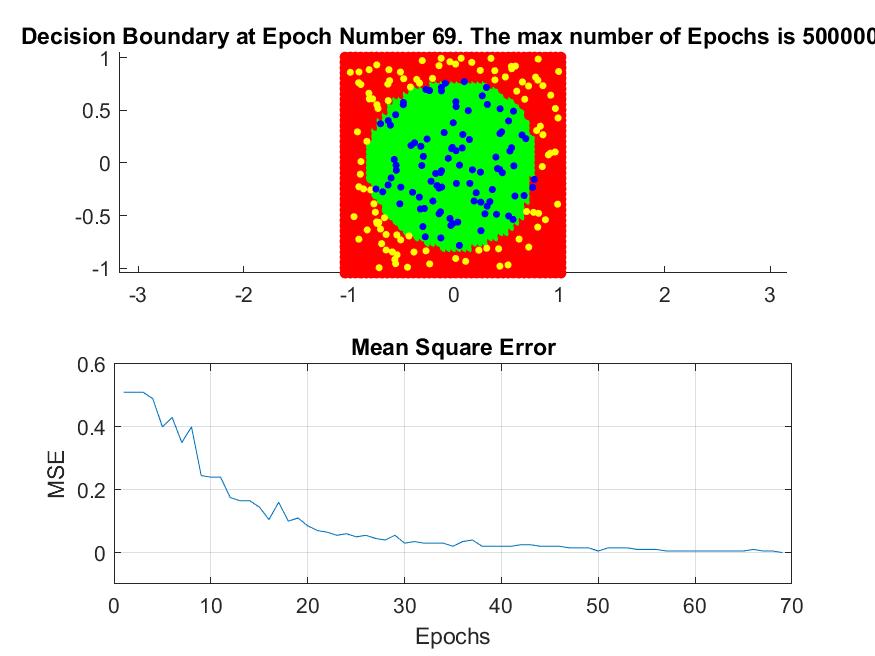 Decision Boundary at Epoch Number 69. The max number of Epochs is 500000
1
0.5
0
-0.5
-1
-3 -2 -1 0 1 2 3
Mean Square Error
0.6
0.4
0.2
0
MSE
0 10 20 30 40 50 60 70
Epochs